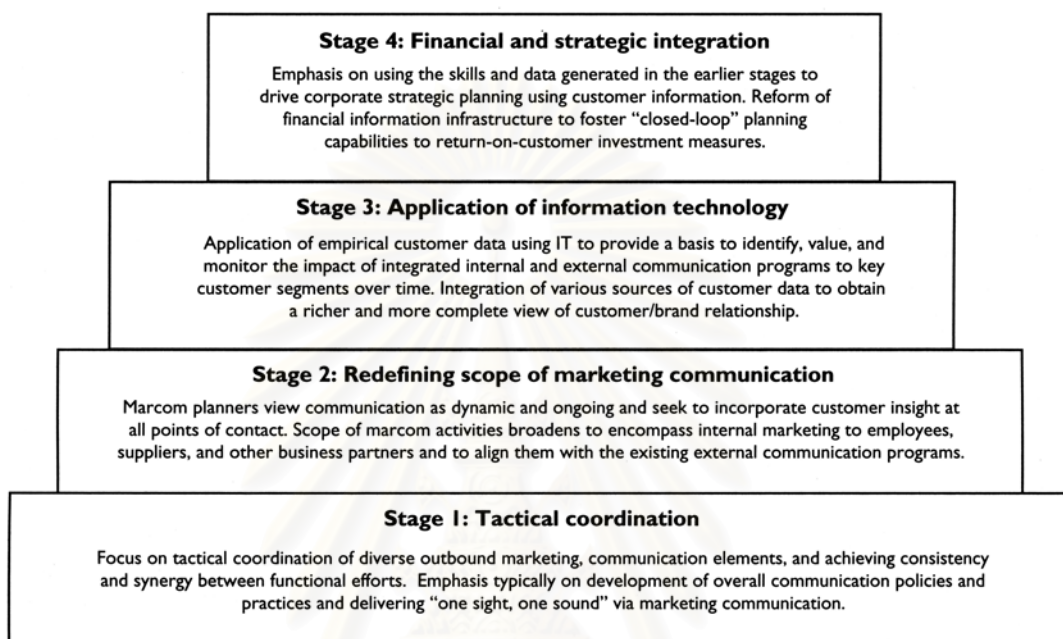 Stage 4: Financial and strategic integration
Emphasis on using the skills and data generated in the earlier stages to
drive corporate strategic planning using customer information. Reform of
financial information infrastructure to foster “closed-loop” planning
capabilities to return-on-customer investment measures.
Stage 3: Application of information technology
Application of empirical customer data using IT to provide a basis to identify, value, and
monitor the impact of integrated internal and external communication programs to key
customer segments over time. Integration of various sources of customer data to obtain
a richer and more complete view of customer/brand relationship.
Stage 2: Redefining scope of marketing communication
Marcom planners view communication as dynamic and ongoing and seek to incorporate customer insight at
all points of contact. Scope of marcom activities broadens to encompass internal marketing to employees,
suppliers, and other business partners and to align them with the existing external communication programs.
Stage 1: Tactical coordination
Focus on tactical coordination of diverse outbound marketing, communication elements, and achieving consistency
and synergy between functional efforts. Emphasis typically on development of overall communication policies and
practices and delivering “one sight, one sound” via marketing communication.